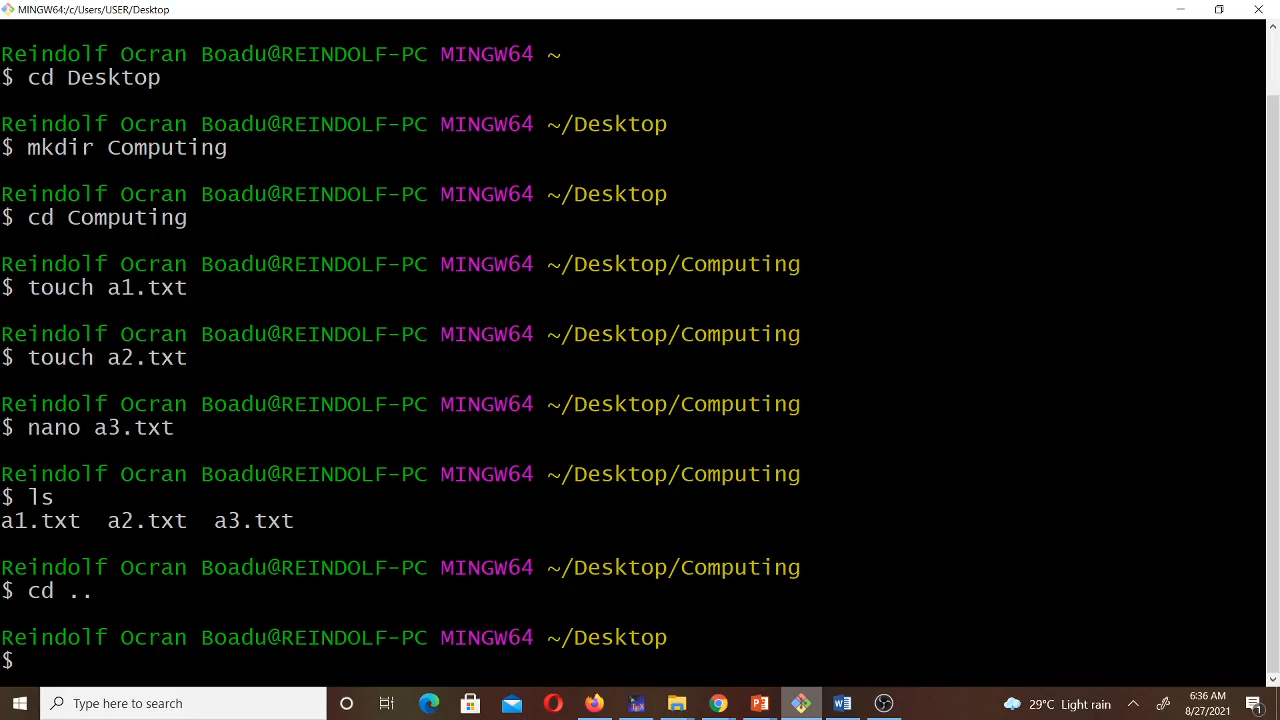 MINGW64:/c/Users/USER/Desktop
Reindolf Ocran Boadu@REINDOLF-PC MINGW64 ~
$ cd Desktop
Reindolf Ocran Boadu@REINDOLF-PC MINGW64 ~/Desktop
$ mkdir Computing
Reindolf Ocran Boadu@REINDOLF-PC MINGW64 ~/Desktop
$ cd Computing
Reindolf Ocran Boadu@REINDOLF-PC MINGW64 ~/Desktop/Computing
$ touch a1.txt
Reindolf Ocran Boadu@REINDOLF-PC MINGW64 ~/Desktop/Computing
$ touch a2.txt
Reindolf Ocran Boadu@REINDOLF-PC MINGW64 ~/Desktop/Computing
$ nano a3.txt
Reindolf Ocran Boadu@REINDOLF-PC MINGW64 ~/Desktop/Computing
$ ls
a1.txt  a2.txt  a3.txt
Reindolf Ocran Boadu@REINDOLF-PC MINGW64 ~/Desktop/Computing
$ cd ..
Reindolf Ocran Boadu@REINDOLF-PC MINGW64 ~/Desktop
$
Type here to search
29°C Light rain
6:36 AM
8/27/2021